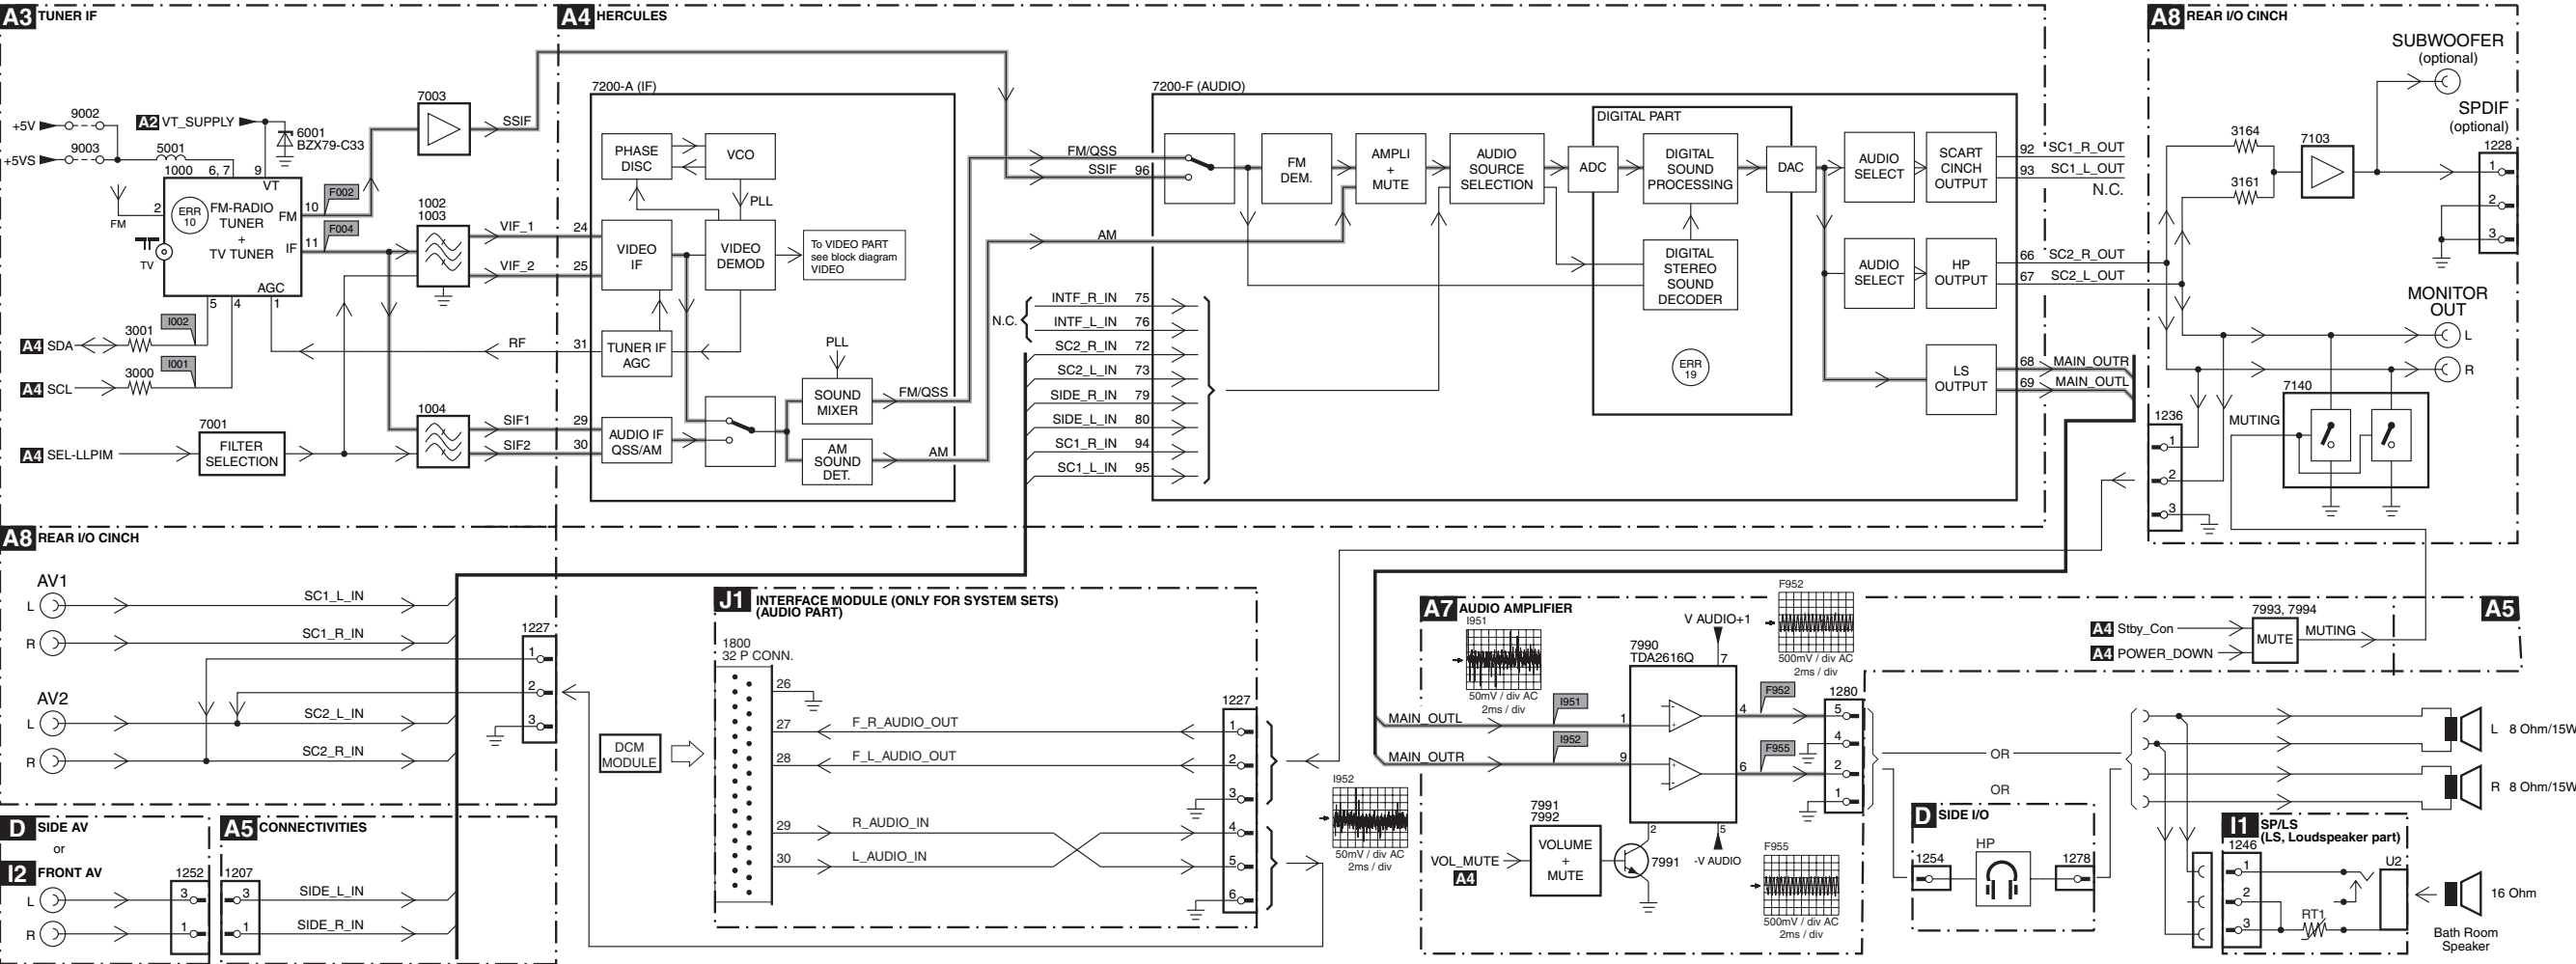 A3 TUNER IF
A4 HERCULES
A8 REAR I/O CINCH
SUBWOOFER
(optional)
SPDIF
(optional)
1228
1
2
3
3164
3161
7103
MONITOR
OUT
L
R
7140
1236
MUTING
1
2
3
+5V
9002
+5VS
9003
A2 VT_SUPPLY
6001
BZX79-C33
5001
1000
6, 7
9
VT
FM
2
ERR
10
FM-RADIO
TUNER
+
TV TUNER
FM
10
F002
IF
11
F004
TV
AGC
5
4
1
I002
3001
A4 SDA
I001
3000
A4 SCL
7001
A4 SEL-LLPIM
FILTER
SELECTION
7003
SSIF
1002
1003
VIF_1
24
VIF_2
25
RF
31
1004
SIF1
29
SIF2
30
7200-A (IF)
PHASE
DISC
VCO
PLL
VIDEO
IF
VIDEO
DEMOD
To VIDEO PART
see block diagram
VIDEO
TUNER IF
AGC
PLL
AUDIO IF
QSS/AM
SOUND
MIXER
FM/QSS
AM
SOUND
DET.
AM
7200-F (AUDIO)
FM/QSS
SSIF
96
AM
FM
DEM.
AMPLI
+
MUTE
AUDIO
SOURCE
SELECTION
DIGITAL PART
ADC
DIGITAL
SOUND
PROCESSING
DAC
DIGITAL
STEREO
SOUND
DECODER
ERR
19
AUDIO
SELECT
SCART
CINCH
OUTPUT
92
SC1_R_OUT
93
SC1_L_OUT
N.C.
AUDIO
SELECT
HP
OUTPUT
66
SC2_R_OUT
67
SC2_L_OUT
LS
OUTPUT
68
MAIN_OUTR
69
MAIN_OUTL
N.C.
INTF_R_IN
75
INTF_L_IN
76
SC2_R_IN
72
SC2_L_IN
73
SIDE_R_IN
79
SIDE_L_IN
80
SC1_R_IN
94
SC1_L_IN
95
A8 REAR I/O CINCH
AV1
L
SC1_L_IN
R
SC1_R_IN
1227
1
2
3
AV2
L
SC2_L_IN
R
SC2_R_IN
D SIDE AV
or
I2 FRONT AV
L
R
1252
3
1
A5 CONNECTIVITIES
1207
3
SIDE_L_IN
1
SIDE_R_IN
DCM
MODULE
J1 INTERFACE MODULE (ONLY FOR SYSTEM SETS)
(AUDIO PART)
1800
32 P CONN.
26
27
F_R_AUDIO_OUT
28
F_L_AUDIO_OUT
29
R_AUDIO_IN
30
L_AUDIO_IN
1227
1
2
3
4
5
6
I952
50mV / div AC
2ms / div
A7 AUDIO AMPLIFIER
I951
50mV / div AC
2ms / div
MAIN_OUTL
I951
1
MAIN_OUTR
I952
9
7990
TDA2616Q
V AUDIO+1
7
4
6
2
5
-V AUDIO
F952
500mV / div AC
2ms / div
F952
F955
1280
5
4
2
1
7991
7992
VOL_MUTE
A4
VOLUME
+
MUTE
7991
F955
500mV / div AC
2ms / div
A5
A4 Stby_Con
A4 POWER_DOWN
7993, 7994
MUTE
MUTING
OR
OR
D SIDE I/O
1254
HP
1278
L 8 Ohm/15W
R 8 Ohm/15W
I1 SP/LS
(LS, Loudspeaker part)
1246
1
2
3
RT1
U2
16 Ohm
Bath Room
Speaker